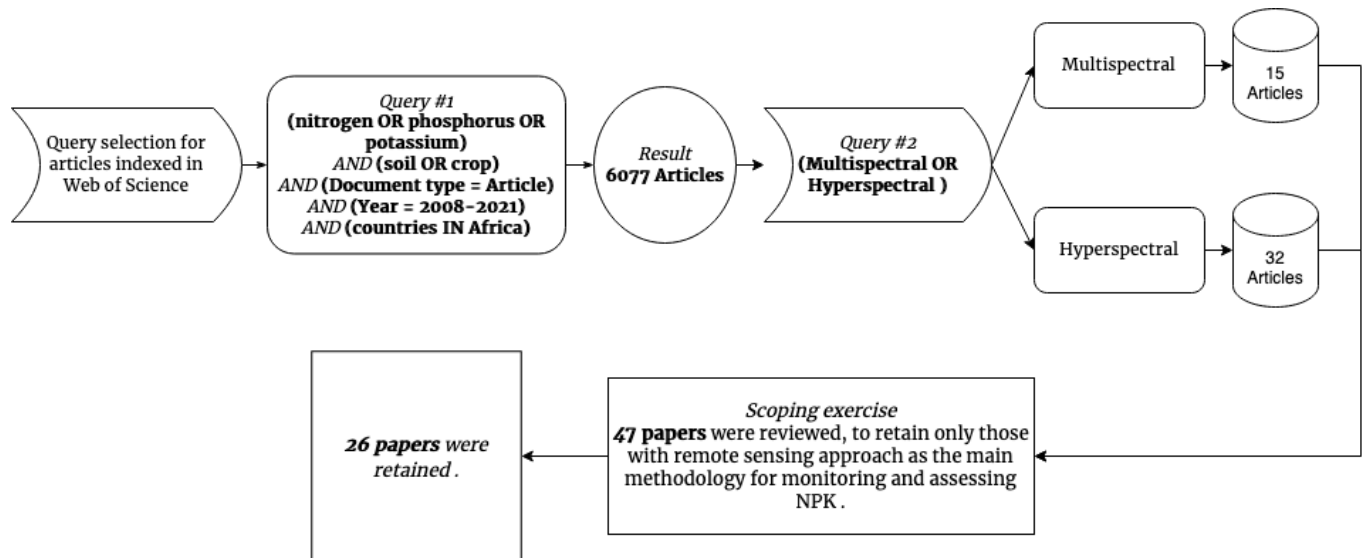 Query selection for
articles indexed in
Web of Science
Query #1
(nitrogen OR phosphorus OR
potassium)
AND (soil OR crop)
AND (Document type = Article)
AND (Year = 2008-2021)
AND (countries IN Africa)
Result
6077 Articles
Query #2
(Multispectral OR
Hyperspectral )
Multispectral
15
Articles
Hyperspectral
32
Articles
Scoping exercise
47 papers were reviewed, to retain only those
with remote sensing approach as the main
methodology for monitoring and assessing
NPK .
26 papers were
retained .